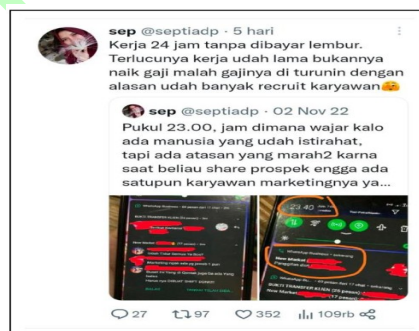 sep @septiadp · 5 hari
Kerja 24 jam tanpa dibayar lembur.
Terlucunya kerja udah lama bukannya
naik gaji malah gajinya di turunin dengan
alasan udah banyak recruit karyawan
sep @septiadp · 02 Nov 22
Pukul 23.00, jam dimana wajar kalo
ada manusia yang udah istirahat,
tapi ada atasan yang marah2 karna
saat beliau share prospek engga ada
satupun karyawan marketingnya ya...
23.40
BUKTI TRANSFER KLIEN
27 97 352 109rb